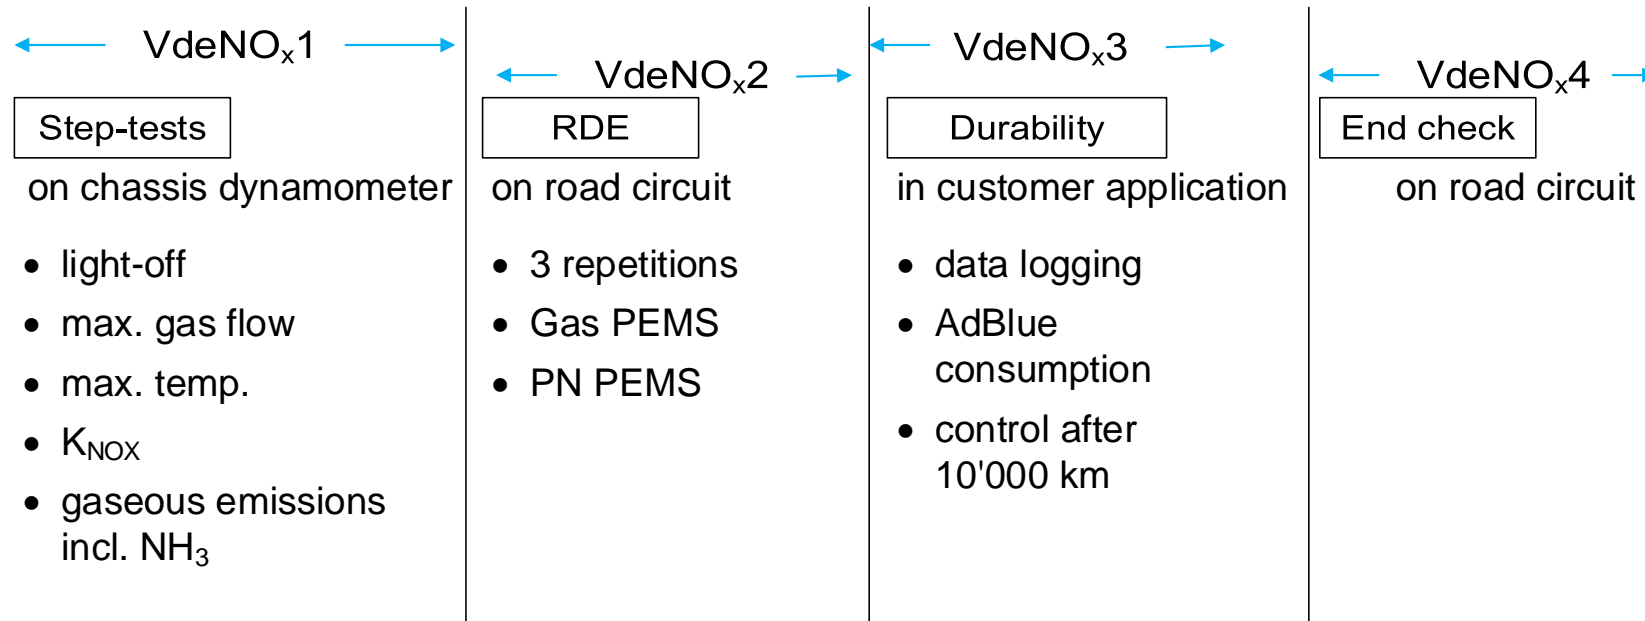 VdeNOₓ1
Step-tests
on chassis dynamometer
• light-off
• max. gas flow
• max. temp.
• K_NOX
• gaseous emissions
incl. NH₃
VdeNOₓ2
RDE
on road circuit
• 3 repetitions
• Gas PEMS
• PN PEMS
VdeNOₓ3
Durability
in customer application
• data logging
• AdBlue
consumption
• control after
10'000 km
VdeNOₓ4
End check
on road circuit